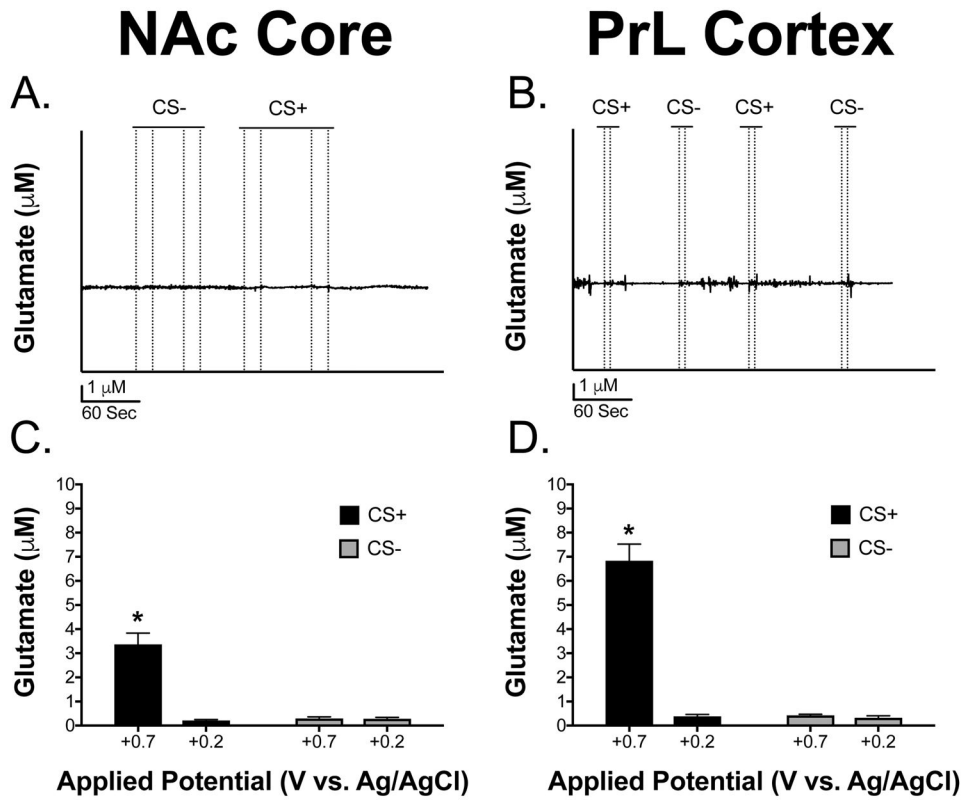 NAc Core
PrL Cortex
A.
CS-
CS+
Glutamate (µM)
1 µM
60 Sec
B.
CS+
CS-
CS+
CS-
Glutamate (µM)
1 µM
60 Sec
C.
Glutamate (µM)
10
9
8
7
6
5
4
3
2
1
0
*
CS+
CS-
+0.7
+0.2
+0.7
+0.2
Applied Potential (V vs. Ag/AgCl)
D.
Glutamate (µM)
10
9
8
7
6
5
4
3
2
1
0
*
CS+
CS-
+0.7
+0.2
+0.7
+0.2
Applied Potential (V vs. Ag/AgCl)